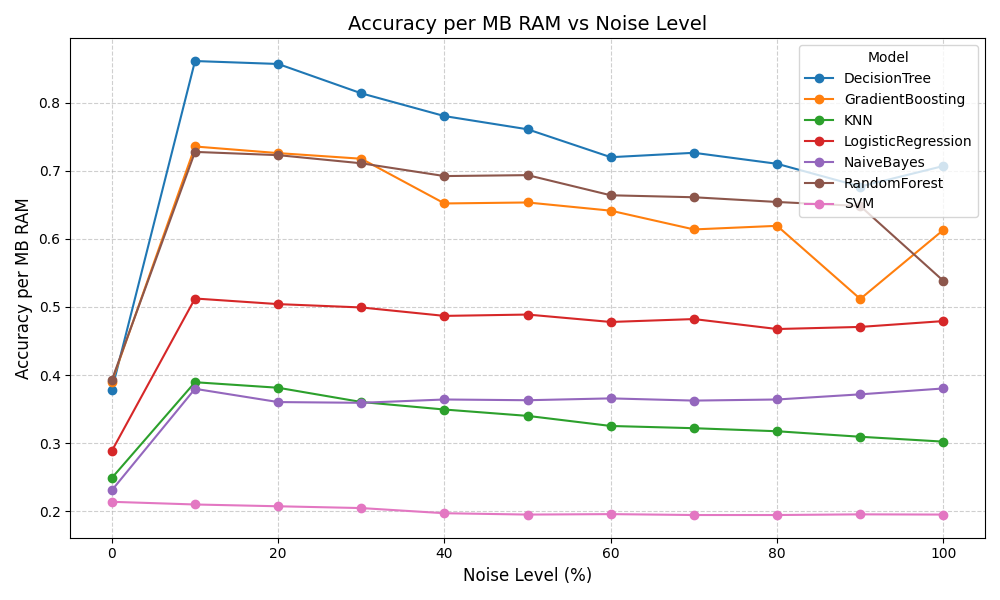 Accuracy per MB RAM vs Noise Level
Accuracy per MB RAM
0.8
0.7
0.6
0.5
0.4
0.3
0.2
Model
DecisionTree
GradientBoosting
KNN
LogisticRegression
NaiveBayes
RandomForest
SVM
0 20 40 60 80 100
Noise Level (%)